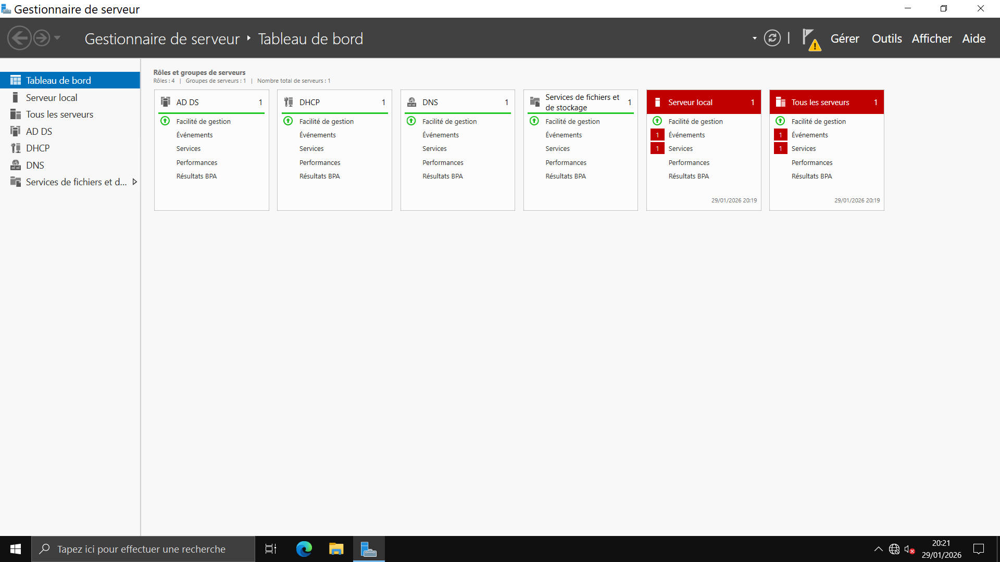 Gestionnaire de serveur
Gestionnaire de serveur Tableau de bord
Gérer Outils Afficher Aide
Tableau de bord
Serveur local
Tous les serveurs
AD DS
DHCP
DNS
Services de fichiers et d...
Rôles et groupes de serveurs
Rôles : 4 | Groupes de serveurs : 1 | Nombre total de serveurs : 1
AD DS 1
Facilité de gestion
Événements
Services
Performances
Résultats BPA
DHCP 1
Facilité de gestion
Événements
Services
Performances
Résultats BPA
DNS 1
Facilité de gestion
Événements
Services
Performances
Résultats BPA
Services de fichiers et
de stockage 1
Facilité de gestion
Événements
Services
Performances
Résultats BPA
Serveur local 1
Facilité de gestion
1 Événements
1 Services
Performances
Résultats BPA
29/01/2026 20:19
Tous les serveurs 1
Facilité de gestion
1 Événements
1 Services
Performances
Résultats BPA
29/01/2026 20:19
Tapez ici pour effectuer une recherche
20:21
29/01/2026